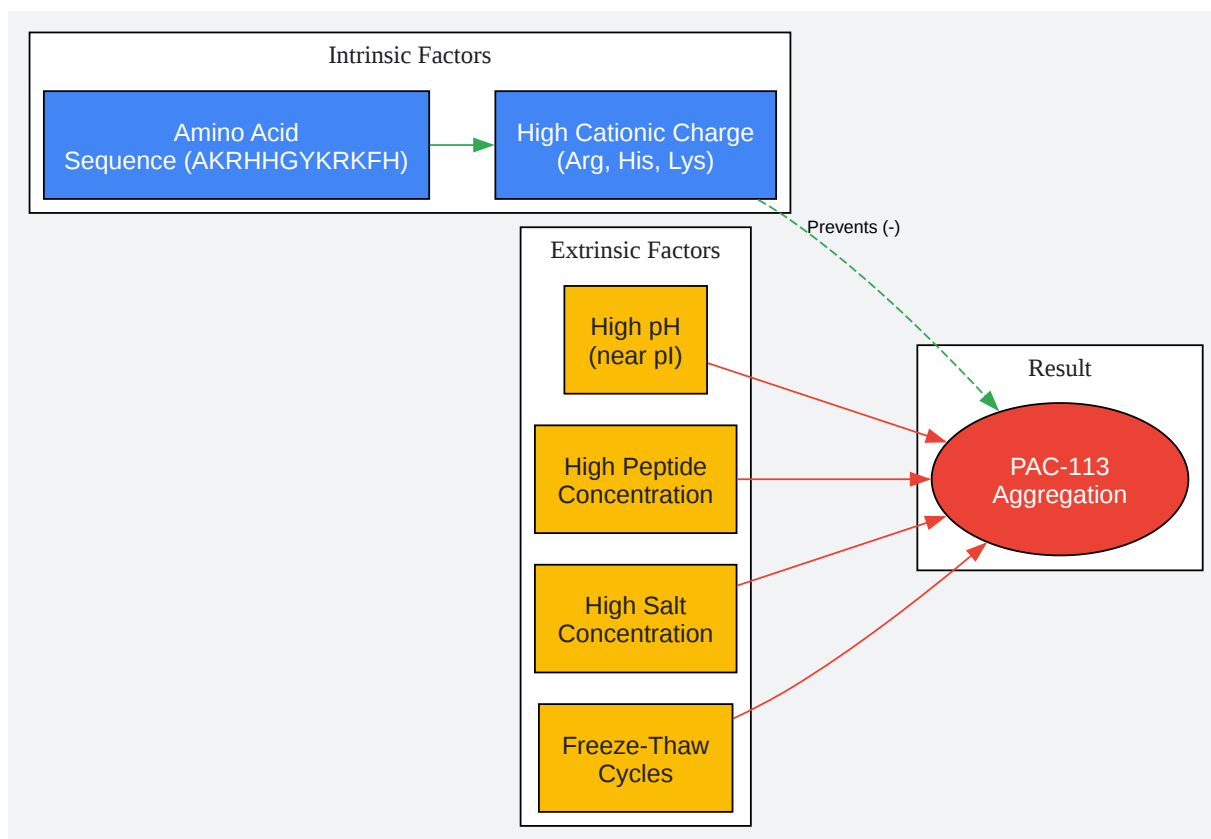 Intrinsic Factors
Amino Acid
Sequence (AKRHHGYKRKFH)
High Cationic Charge
(Arg, His, Lys)
Prevents (-)
Extrinsic Factors
High pH
(near pI)
High Peptide
Concentration
High Salt
Concentration
Freeze-Thaw
Cycles
Result
PAC-113
Aggregation